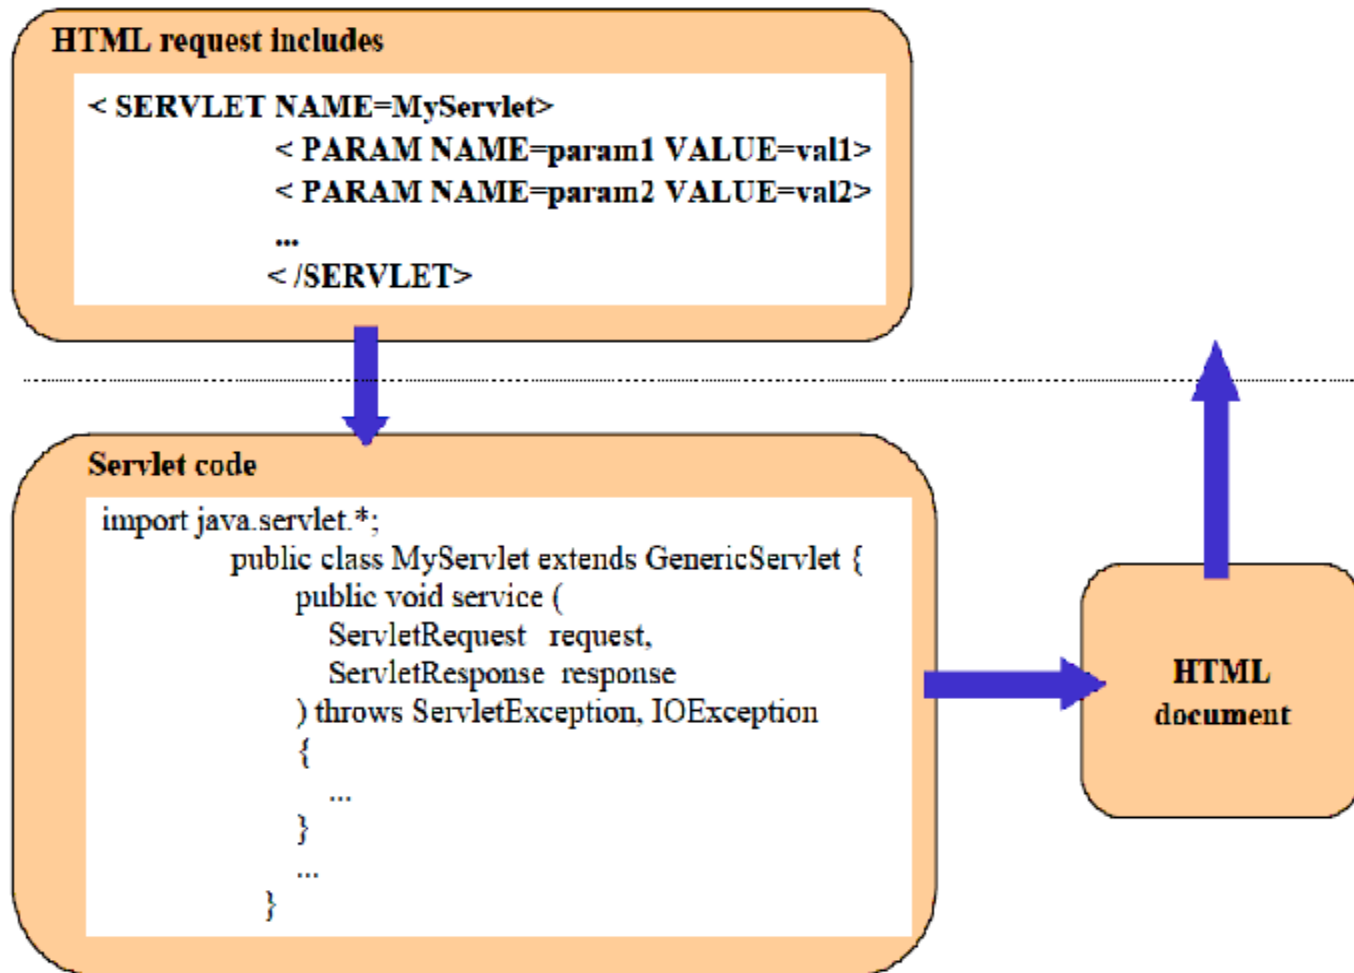 HTML request includes
< SERVLET NAME=MyServlet>
< PARAM NAME=param1 VALUE=val1>
< PARAM NAME=param2 VALUE=val2>
...
< /SERVLET>
Servlet code
import java.servlet.*;
public class MyServlet extends GenericServlet {
public void service (
ServletRequest request,
ServletResponse response
) throws ServletException, IOException
{
...
}
...
}
HTML
document